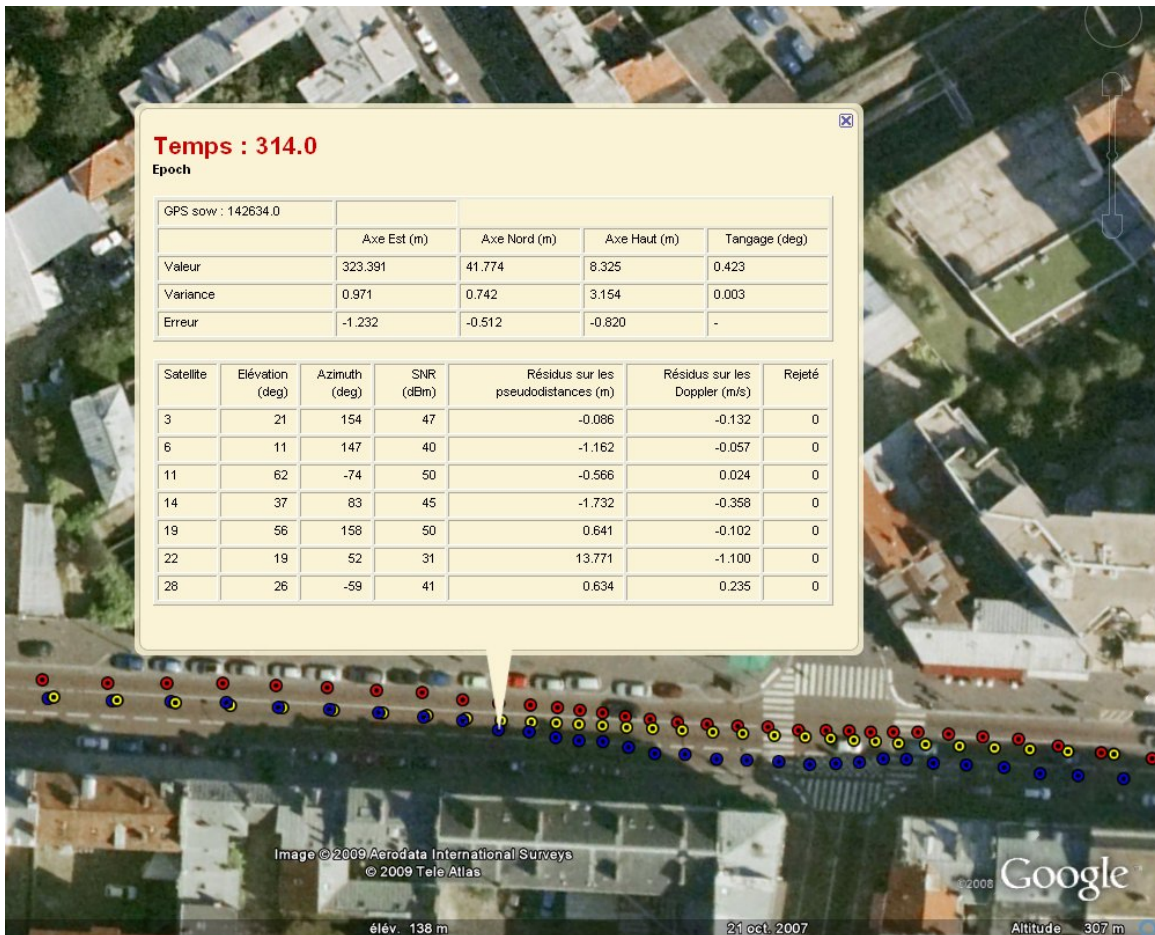 Temps : 314.0
Epoch
GPS sow : 142634.0
Axe Est (m) Axe Nord (m) Axe Haut (m) Tangage (deg)
Valeur 323.391 41.774 8.325 0.423
Variance 0.971 0.742 3.154 0.003
Erreur -1.232 -0.512 -0.820 -
Satellite Elévation (deg) Azimuth (deg) SNR (dBm) Résidus sur les pseudodistances (m) Résidus sur les Doppler (m/s) Rejeté
3 21 154 47 -0.086 -0.132 0
6 11 147 40 -1.162 -0.057 0
11 62 -74 50 -0.566 0.024 0
14 37 83 45 -1.732 -0.358 0
19 56 158 50 0.641 -0.102 0
22 19 52 31 13.771 -1.100 0
28 26 -59 41 0.634 0.235 0
Image © 2009 Aerodata International Surveys
© 2009 Tele Atlas
©2008 Google
élév. 138 m 21 oct. 2007 Altitude 307 m